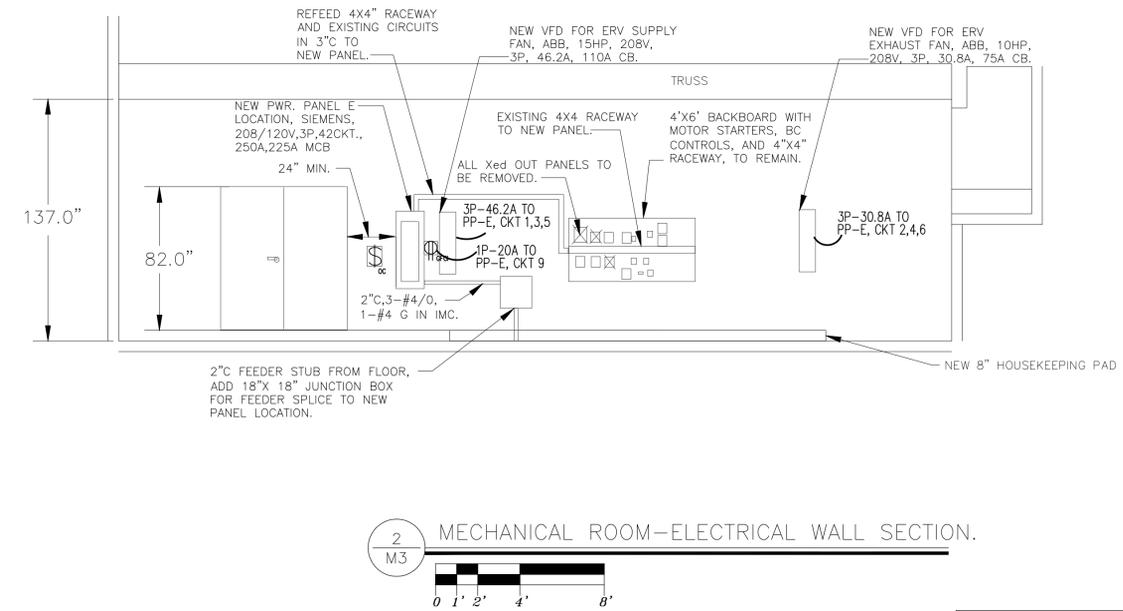 REFEED 4X4" RACEWAY
AND EXISTING CIRCUITS
IN 3"C TO
NEW PANEL.
NEW VFD FOR ERV SUPPLY
FAN, ABB, 15HP, 208V,
3P, 46.2A, 110A CB.
NEW VFD FOR ERV
EXHAUST FAN, ABB, 10HP,
208V, 3P, 30.8A, 75A CB.
TRUSS
NEW PWR. PANEL E
LOCATION, SIEMENS,
208/120V,3P,42CKT.,
250A,225A MCB
EXISTING 4X4 RACEWAY
TO NEW PANEL.
4'X6' BACKBOARD WITH
MOTOR STARTERS, BC
CONTROLS, AND 4"X4"
RACEWAY, TO REMAIN.
24" MIN.
ALL Xed OUT PANELS TO
BE REMOVED.
137.0"
82.0"
3P-46.2A TO
PP-E, CKT 1,3,5
1P-20A TO
PP-E, CKT 9
3P-30.8A TO
PP-E, CKT 2,4,6
$
OC
2"C,3-#4/0,
1-#4 G IN IMC.
2"C FEEDER STUB FROM FLOOR,
ADD 18"X 18" JUNCTION BOX
FOR FEEDER SPLICE TO NEW
PANEL LOCATION.
NEW 8" HOUSEKEEPING PAD
2
M3
MECHANICAL ROOM-ELECTRICAL WALL SECTION.
0 1' 2' 4' 8'